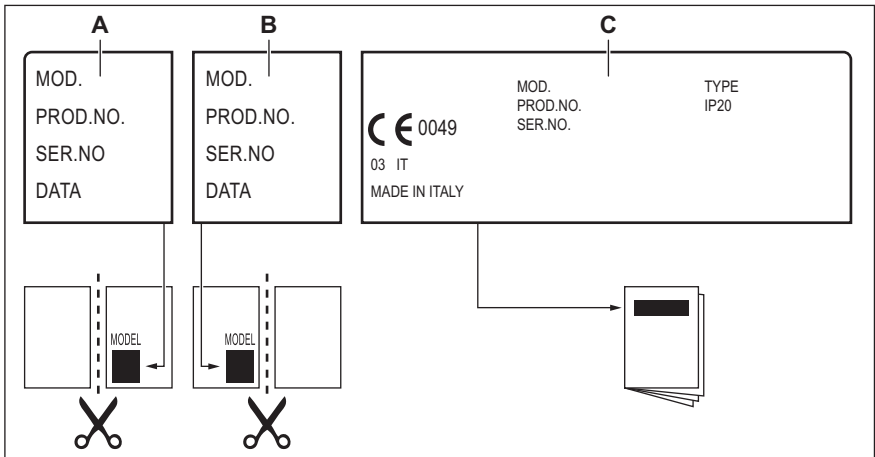 A
B
C
MOD.
PROD.NO.
SER.NO
DATA
MOD.
PROD.NO.
SER.NO
DATA
MOD.
PROD.NO.
SER.NO.
TYPE
IP20
CE 0049
03 IT
MADE IN ITALY
MODEL
MODEL